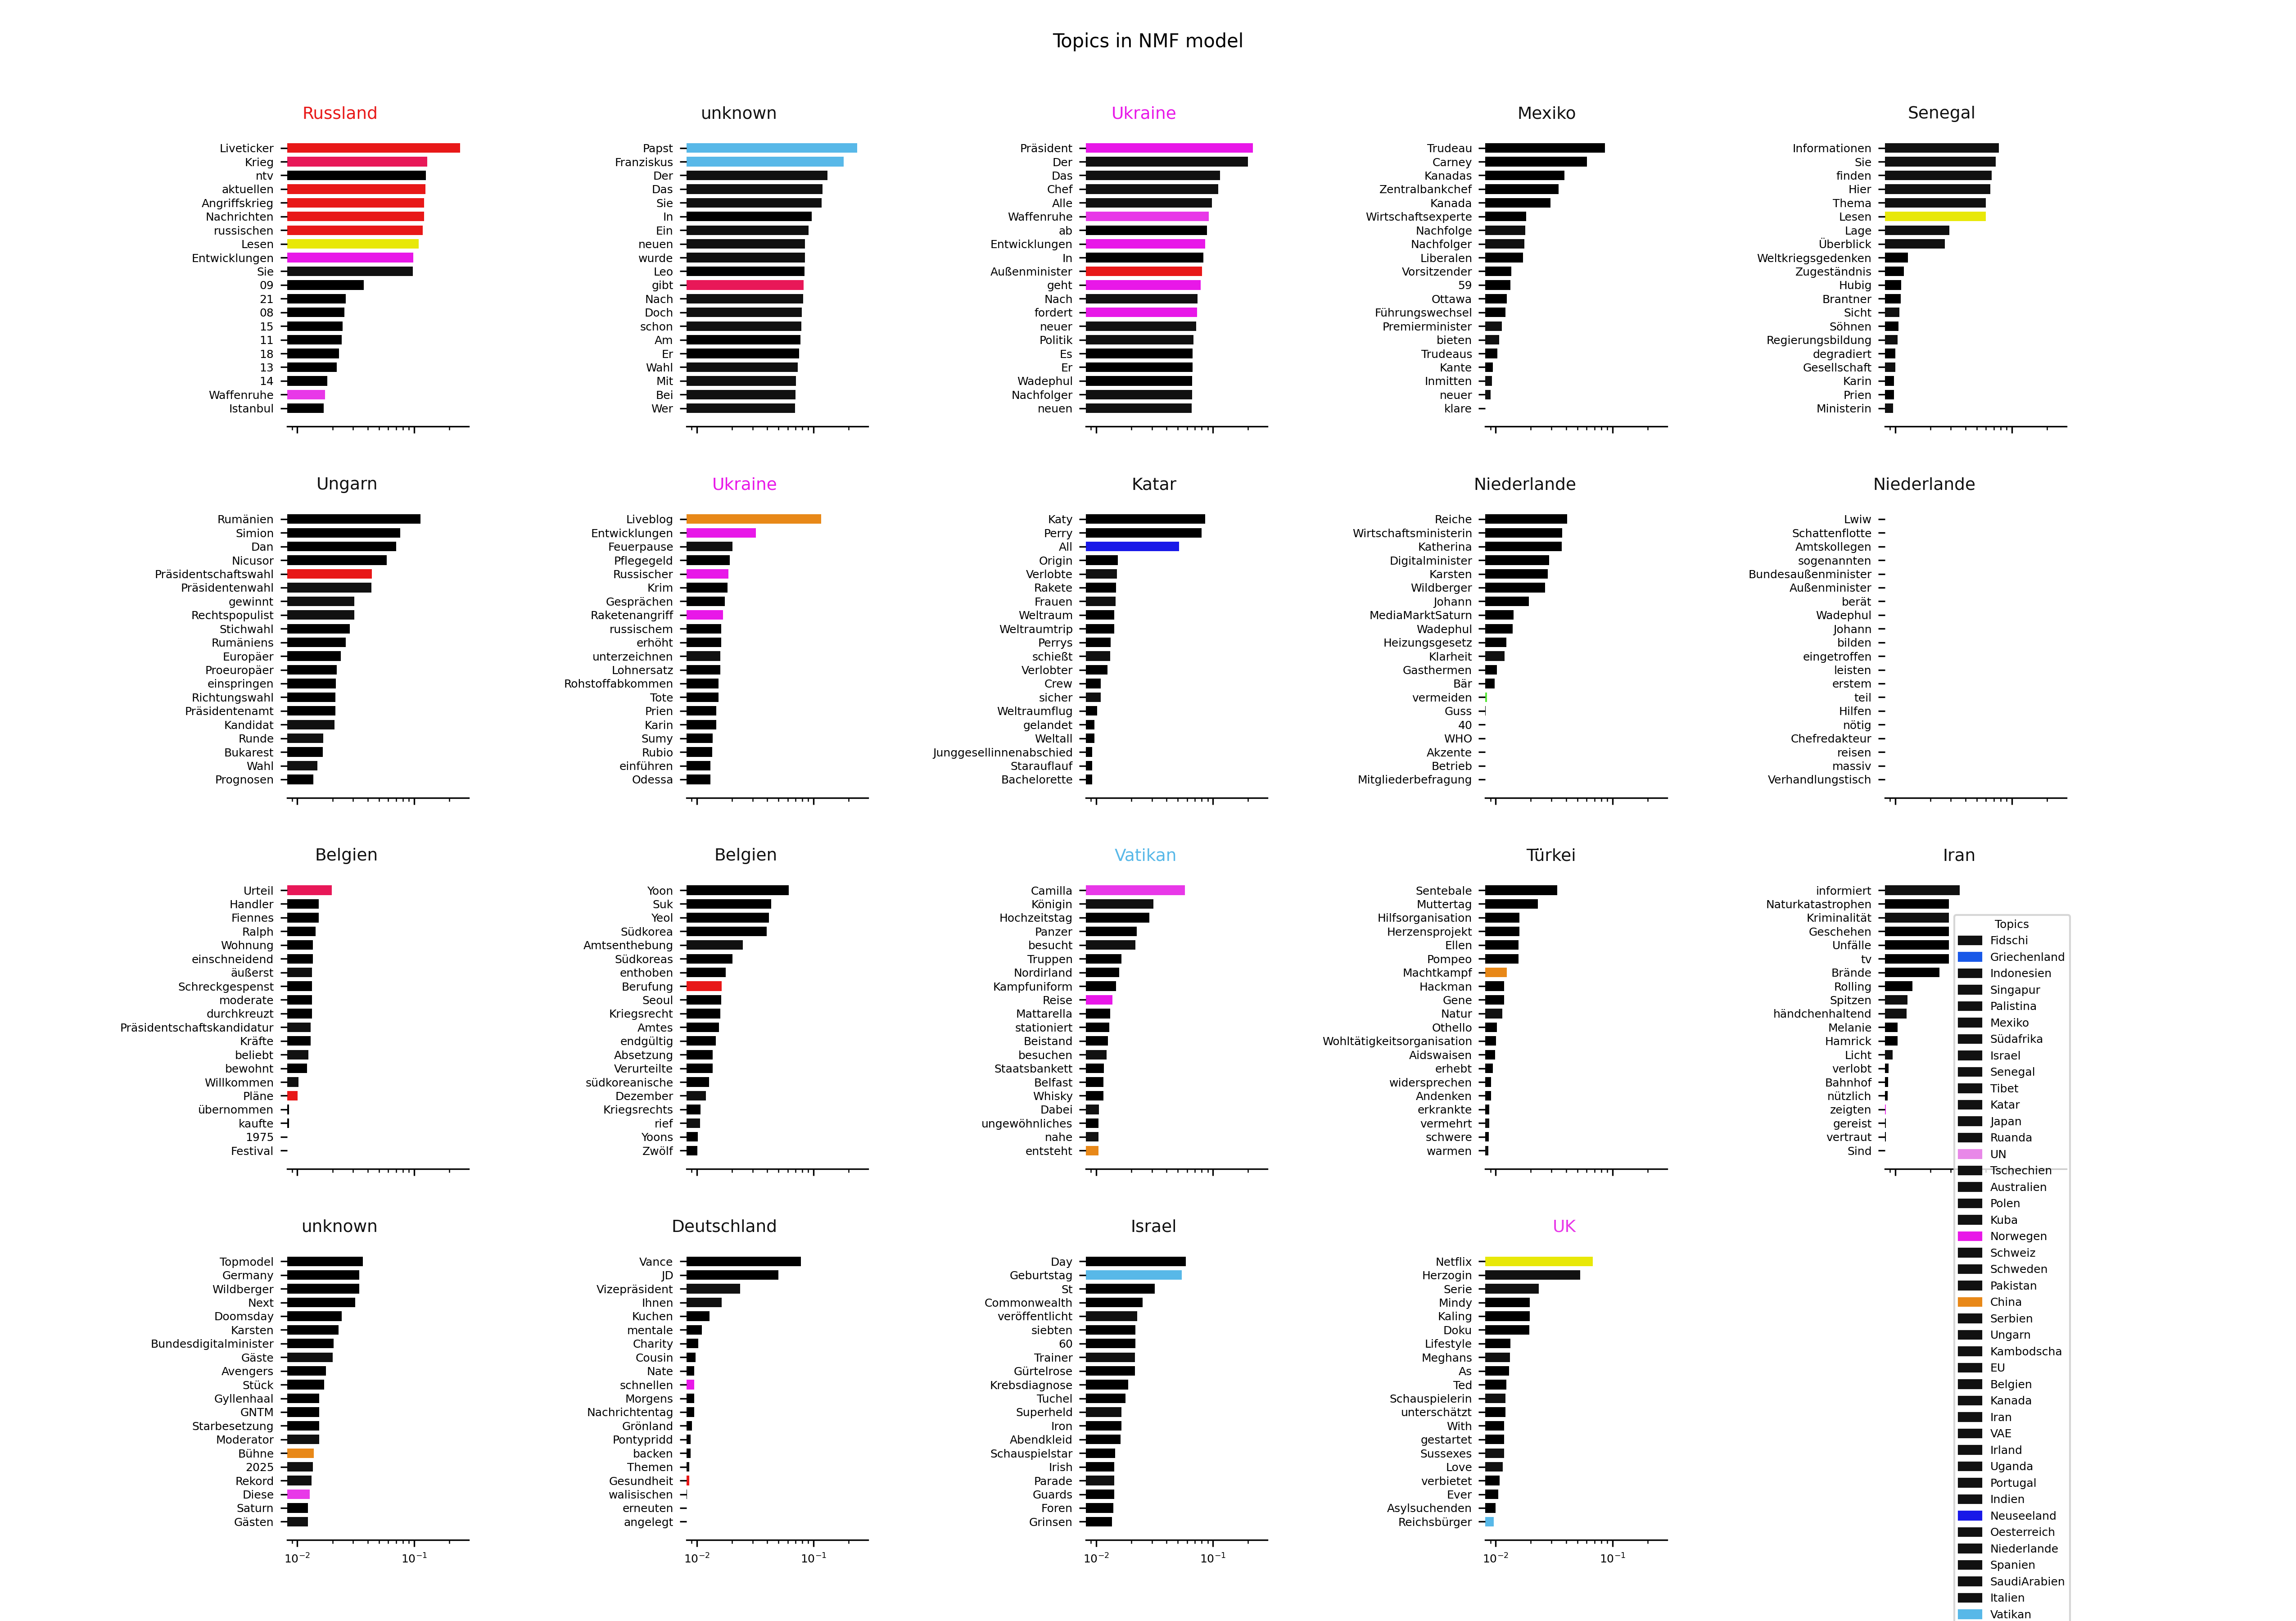 Topics in NMF model
Russland
Liveticker
Krieg
ntv
aktuellen
Angriffskrieg
Nachrichten
russischen
Lesen
Entwicklungen
Sie
09
21
08
15
11
18
13
14
Waffenruhe
Istanbul
unknown
Papst
Franziskus
Der
Das
Sie
In
Ein
neuen
wurde
Leo
gibt
Nach
Doch
schon
Am
Er
Wahl
Mit
Bei
Wer
Ukraine
Präsident
Der
Das
Chef
Alle
Waffenruhe
ab
Entwicklungen
In
Außenminister
geht
Nach
fordert
neuer
Politik
Es
Er
Wadephul
Nachfolger
neuen
Mexiko
Trudeau
Carney
Kanadas
Zentralbankchef
Kanada
Wirtschaftsexperte
Nachfolge
Nachfolger
Liberalen
Vorsitzender
59
Ottawa
Führungswechsel
Premierminister
bieten
Trudeaus
Kante
Inmitten
neuer
klare
Senegal
Informationen
Sie
finden
Hier
Thema
Lesen
Lage
Überblick
Weltkriegsgedenken
Zugeständnis
Hubig
Brantner
Sicht
Söhnen
Regierungsbildung
degradiert
Gesellschaft
Karin
Prien
Ministerin
Ungarn
Rumänien
Simion
Dan
Nicusor
Präsidentschaftswahl
Präsidentenwahl
gewinnt
Rechtspopulist
Stichwahl
Rumäniens
Europäer
Proeuropäer
einspringen
Richtungswahl
Präsidentenamt
Kandidat
Runde
Bukarest
Wahl
Prognosen
Ukraine
Liveblog
Entwicklungen
Feuerpause
Pflegegeld
Russischer
Krim
Gesprächen
Raketenangriff
russischem
erhöht
unterzeichnen
Lohnersatz
Rohstoffabkommen
Tote
Prien
Karin
Sumy
Rubio
einführen
Odessa
Katar
Katy
Perry
All
Origin
Verlobte
Rakete
Frauen
Weltraum
Weltraumtrip
Perrys
schießt
Verlobter
Crew
sicher
Weltraumflug
gelandet
Weltall
Junggesellinnenabschied
Starauflauf
Bachelorette
Niederlande
Reiche
Wirtschaftsministerin
Katherina
Digitalminister
Karsten
Wildberger
Johann
MediaMarktSaturn
Wadephul
Heizungsgesetz
Klarheit
Gasthermen
Bär
vermeiden
Guss
40
WHO
Akzente
Betrieb
Mitgliederbefragung
Niederlande
Lwiw
Schattenflotte
Amtskollegen
sogenannten
Bundesaußenminister
Außenminister
berät
Wadephul
Johann
bilden
eingetroffen
leisten
erstem
teil
Hilfen
nötig
Chefredakteur
reisen
massiv
Verhandlungstisch
Belgien
Urteil
Handler
Fiennes
Ralph
Wohnung
einschneidend
äußerst
Schreckgespenst
moderate
durchkreuzt
Präsidentschaftskandidatur
Kräfte
beliebt
bewohnt
Willkommen
Pläne
übernommen
kaufte
1975
Festival
Belgien
Yoon
Suk
Yeol
Südkorea
Amtsenthebung
Südkoreas
enthoben
Berufung
Seoul
Kriegsrecht
Amtes
endgültig
Absetzung
Verurteilte
südkoreanische
Dezember
Kriegsrechts
rief
Yoons
Zwölf
Vatikan
Camilla
Königin
Hochzeitstag
Panzer
besucht
Truppen
Nordirland
Kampfuniform
Reise
Mattarella
stationiert
Beistand
besuchen
Staatsbankett
Belfast
Whisky
Dabei
ungewöhnliches
nahe
entsteht
Türkei
Sentebale
Muttertag
Hilfsorganisation
Herzensprojekt
Ellen
Pompeo
Machtkampf
Hackman
Gene
Natur
Othello
Wohltätigkeitsorganisation
Aidswaisen
erhebt
widersprechen
Andenken
erkrankte
vermehrt
schwere
warmen
Iran
informiert
Naturkatastrophen
Kriminalität
Geschehen
Unfälle
tv
Brände
Rolling
Spitzen
händchenhaltend
Melanie
Hamrick
Licht
verlobt
Bahnhof
nützlich
zeigten
gereist
vertraut
Sind
unknown
Topmodel
Germany
Wildberger
Next
Doomsday
Karsten
Bundesdigitalminister
Gäste
Avengers
Stück
Gyllenhaal
GNTM
Starbesetzung
Moderator
Bühne
2025
Rekord
Diese
Saturn
Gästen
10⁻² 10⁻¹
Deutschland
Vance
JD
Vizepräsident
Ihnen
Kuchen
mentale
Charity
Cousin
Nate
schnellen
Morgens
Nachrichtentag
Grönland
Pontypridd
backen
Themen
Gesundheit
walisischen
erneuten
angelegt
10⁻² 10⁻¹
Israel
Day
Geburtstag
St
Commonwealth
veröffentlicht
siebten
60
Trainer
Gürtelrose
Krebsdiagnose
Tuchel
Superheld
Iron
Abendkleid
Schauspielstar
Irish
Parade
Guards
Foren
Grinsen
10⁻² 10⁻¹
UK
Netflix
Herzogin
Serie
Mindy
Kaling
Doku
Lifestyle
Meghans
As
Ted
Schauspielerin
unterschätzt
With
gestartet
Sussexes
Love
verbietet
Ever
Asylsuchenden
Reichsbürger
10⁻² 10⁻¹
Topics
Fidschi
Griechenland
Indonesien
Singapur
Palistina
Mexiko
Südafrika
Israel
Senegal
Tibet
Katar
Japan
Ruanda
UN
Tschechien
Australien
Polen
Kuba
Norwegen
Schweiz
Schweden
Pakistan
China
Serbien
Ungarn
Kambodscha
EU
Belgien
Kanada
Iran
VAE
Irland
Uganda
Portugal
Indien
Neuseeland
Oesterreich
Niederlande
Spanien
SaudiArabien
Italien
Vatikan